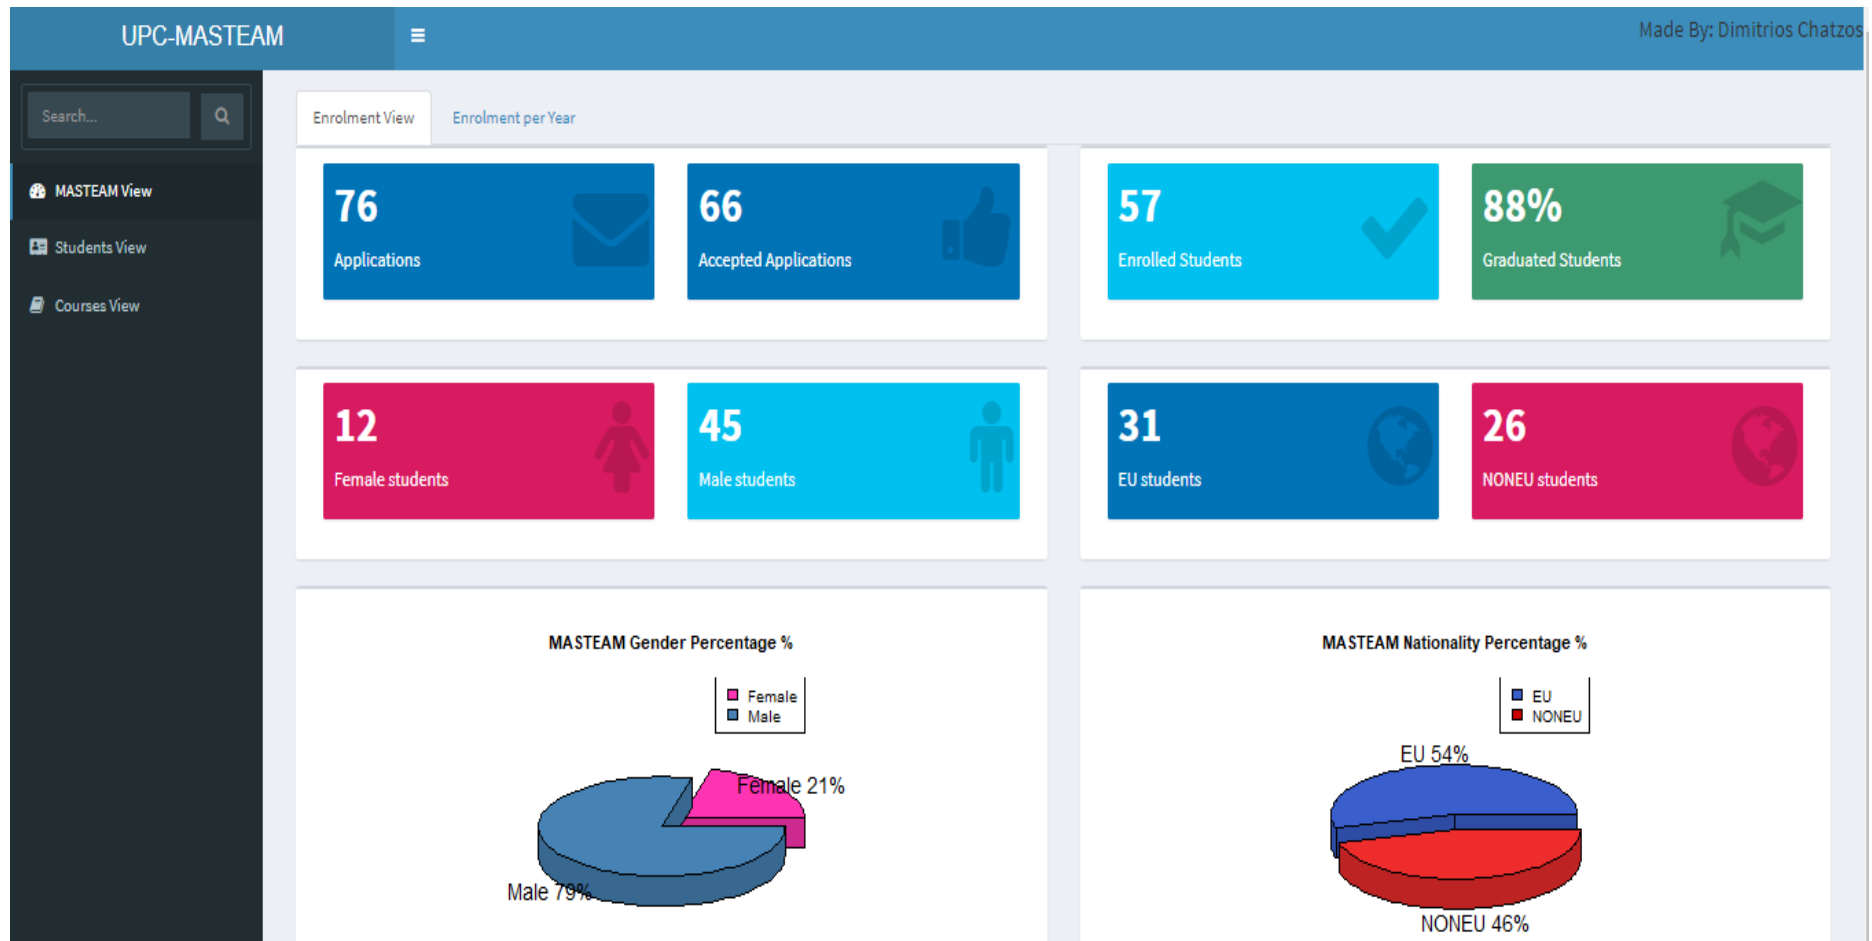 UPC-MASTEAM
Made By: Dimitrios Chatzos
Search...
MASTEAM View
Students View
Courses View
Enrolment View
Enrolment per Year
76
Applications
66
Accepted Applications
57
Enrolled Students
88%
Graduated Students
12
Female students
45
Male students
31
EU students
26
NONEU students
MASTEAM Gender Percentage %
Female
Male
Female 21%
Male 79%
MASTEAM Nationality Percentage %
EU
NONEU
EU 54%
NONEU 46%